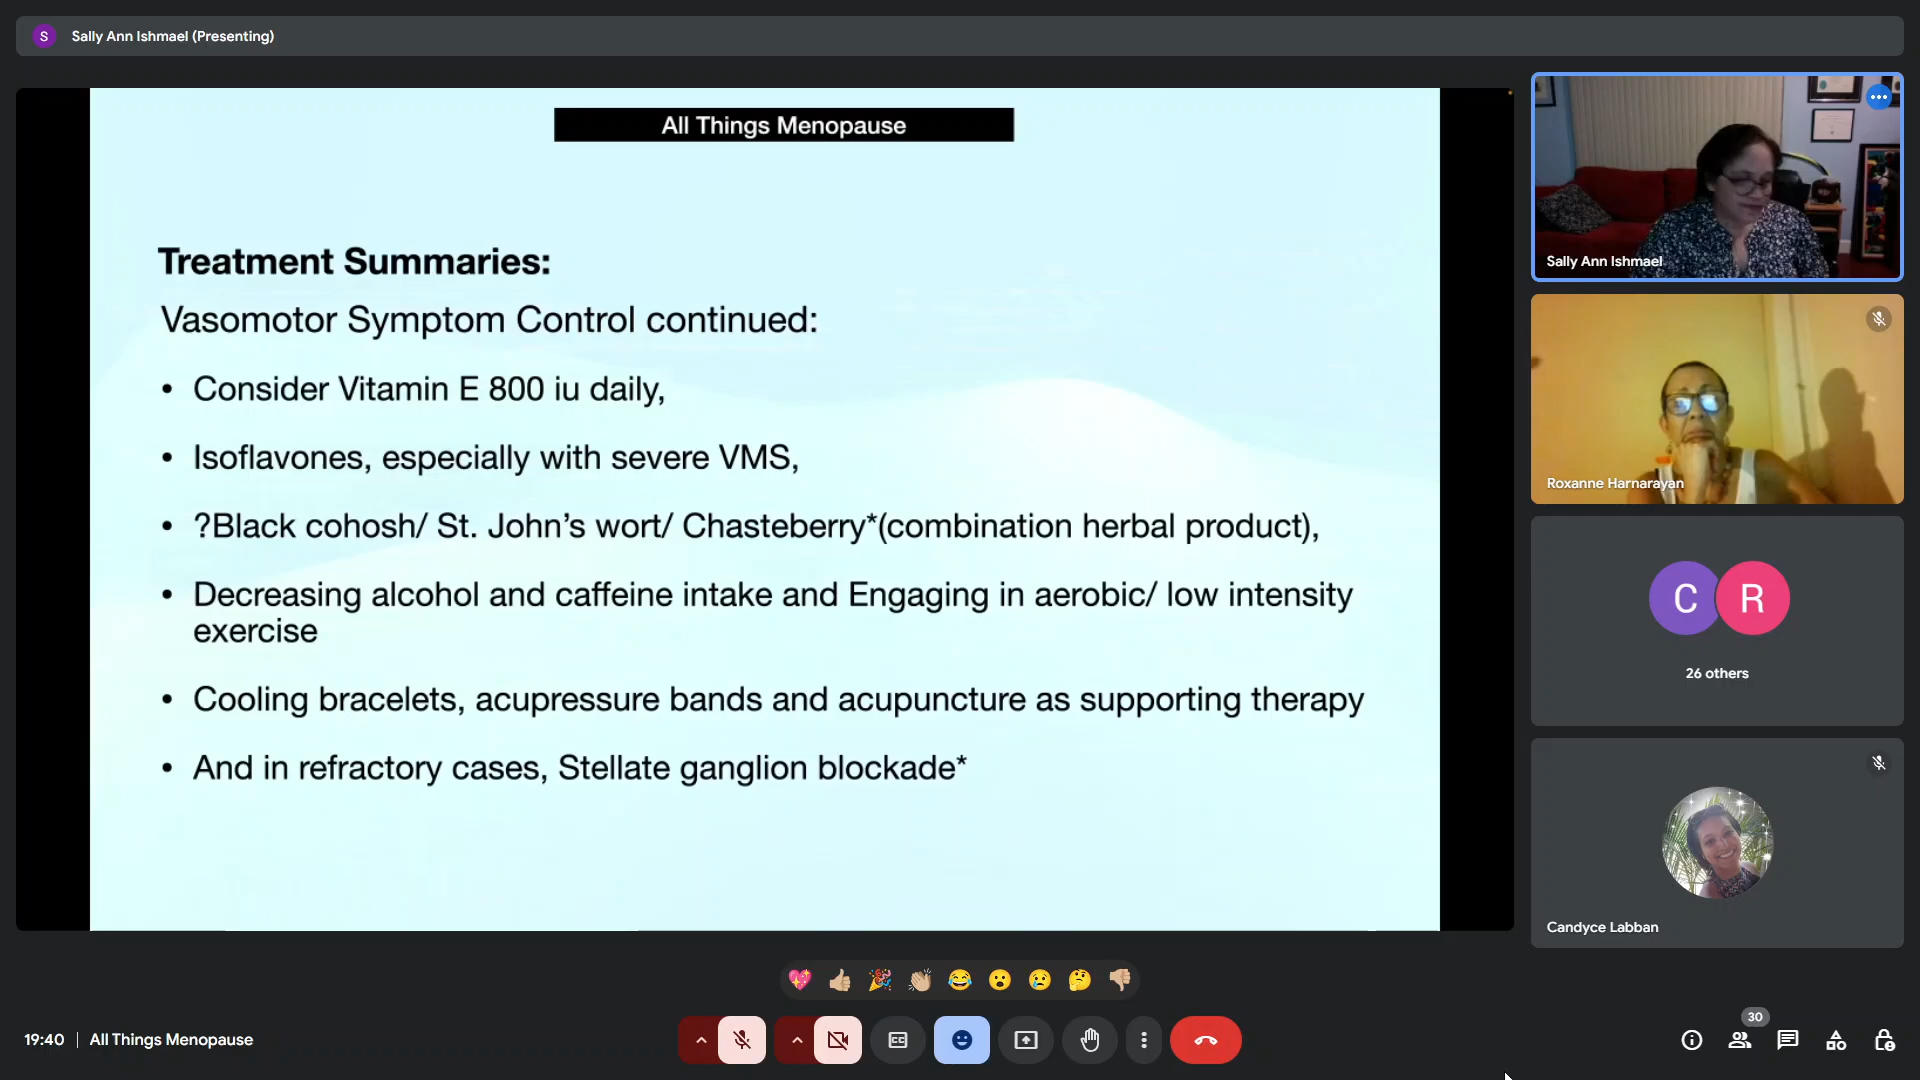 S Sally Ann Ishmael (Presenting)
All Things Menopause
Treatment Summaries:
Vasomotor Symptom Control continued:
• Consider Vitamin E 800 iu daily,
• Isoflavones, especially with severe VMS,
• ?Black cohosh/ St. John’s wort/ Chasteberry*(combination herbal product),
• Decreasing alcohol and caffeine intake and Engaging in aerobic/ low intensity
exercise
• Cooling bracelets, acupressure bands and acupuncture as supporting therapy
• And in refractory cases, Stellate ganglion blockade*
Sally Ann Ishmael
Roxanne Harnarayan
C R
26 others
Candyce Labban
19:40 | All Things Menopause
CC
30